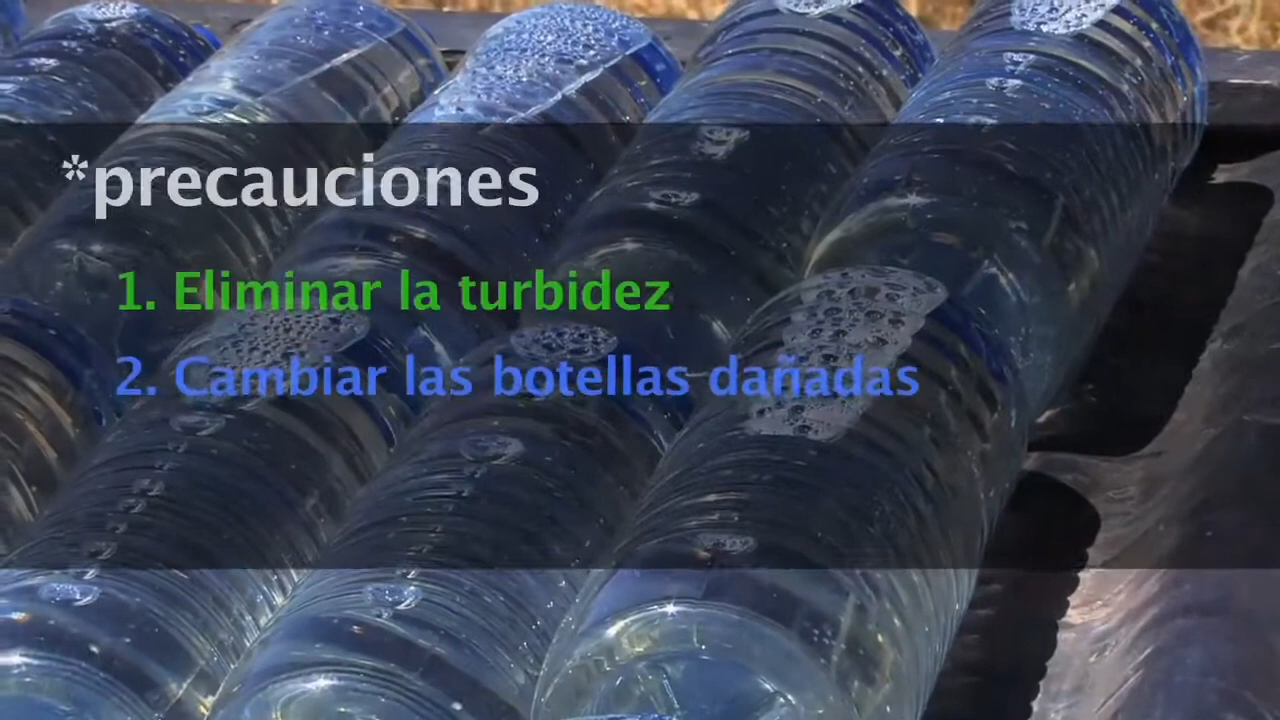 *precauciones
1. Eliminar la turbidez
2. Cambiar las botellas dañadas